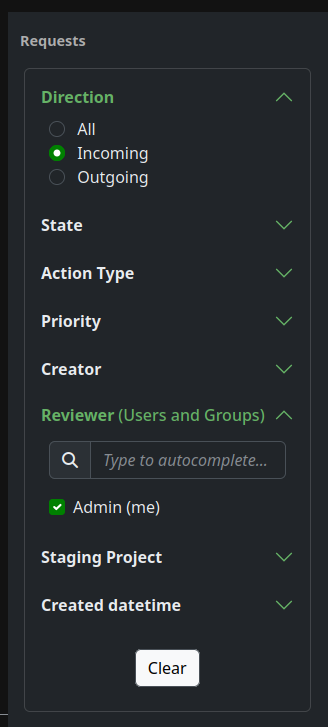 Requests
Direction
All
Incoming
Outgoing
State
Action Type
Priority
Creator
Reviewer (Users and Groups)
Type to autocomplete...
Admin (me)
Staging Project
Created datetime
Clear